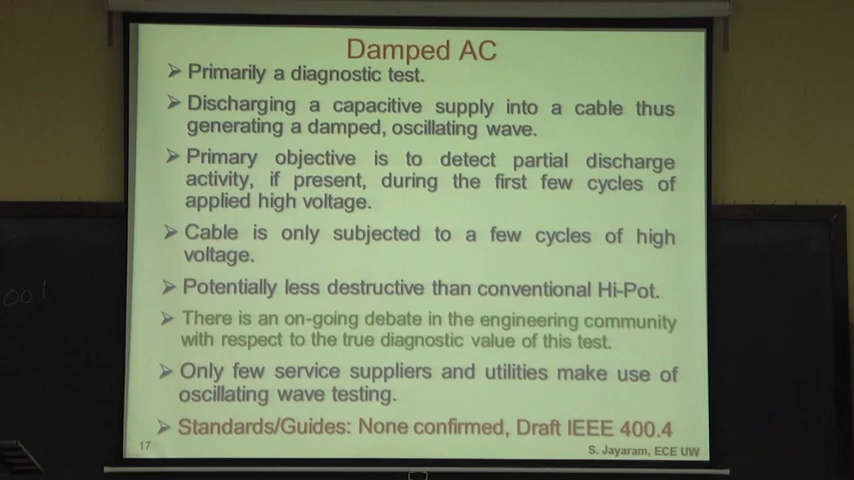 Damped AC
➢ Primarily a diagnostic test.
➢ Discharging a capacitive supply into a cable thus
generating a damped, oscillating wave.
➢ Primary objective is to detect partial discharge
activity, if present, during the first few cycles of
applied high voltage.
➢ Cable is only subjected to a few cycles of high
voltage.
➢ Potentially less destructive than conventional Hi-Pot.
➢ There is an on-going debate in the engineering community
with respect to the true diagnostic value of this test.
➢ Only few service suppliers and utilities make use of
oscillating wave testing.
➢ Standards/Guides: None confirmed, Draft IEEE 400.4
17
S. Jayaram, ECE UW